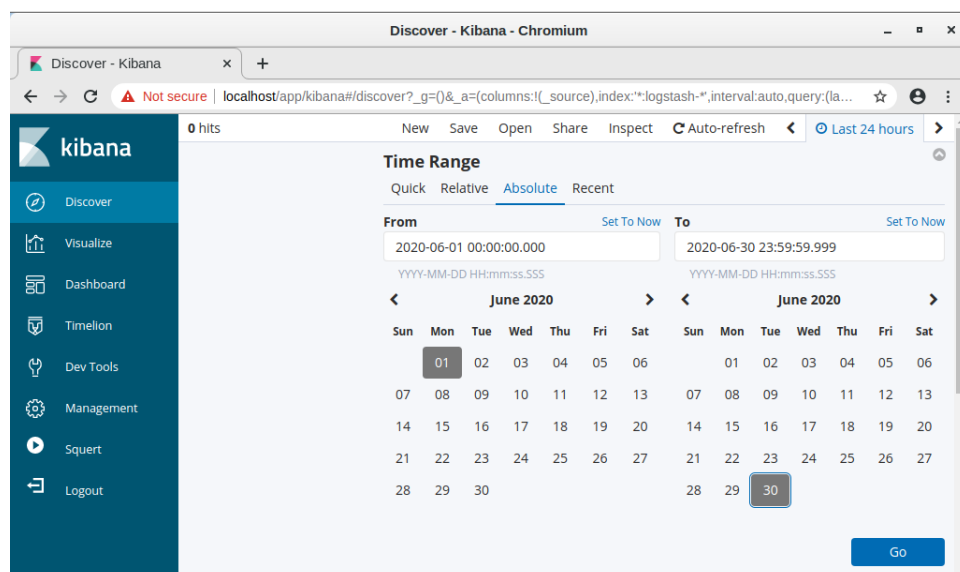 Discover - Kibana - Chromium
Discover - Kibana
Not secure | localhost/app/kibana#/discover?_g=()&_a=(columns:!(_source),index:'*:logstash-*',interval:auto,query:(la...
kibana
Discover
Visualize
Dashboard
Timelion
Dev Tools
Management
Squert
Logout
0 hits
New Save Open Share Inspect Auto-refresh Last 24 hours
Time Range
Quick Relative Absolute Recent
From Set To Now
2020-06-01 00:00:00.000
YYYY-MM-DD HH:mm:ss.SSS
June 2020
Sun Mon Tue Wed Thu Fri Sat
01 02 03 04 05 06
07 08 09 10 11 12 13
14 15 16 17 18 19 20
21 22 23 24 25 26 27
28 29 30
To Set To Now
2020-06-30 23:59:59.999
YYYY-MM-DD HH:mm:ss.SSS
June 2020
Sun Mon Tue Wed Thu Fri Sat
01 02 03 04 05 06
07 08 09 10 11 12 13
14 15 16 17 18 19 20
21 22 23 24 25 26 27
28 29 30
Go